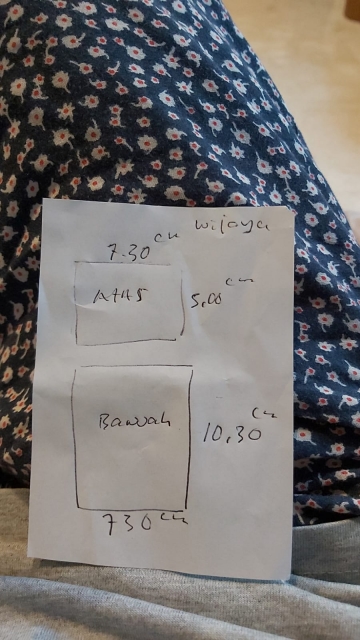 wijaya
7.30 cm
ATAS
5,00 cm
Bawah
10,30 cm
730 cm